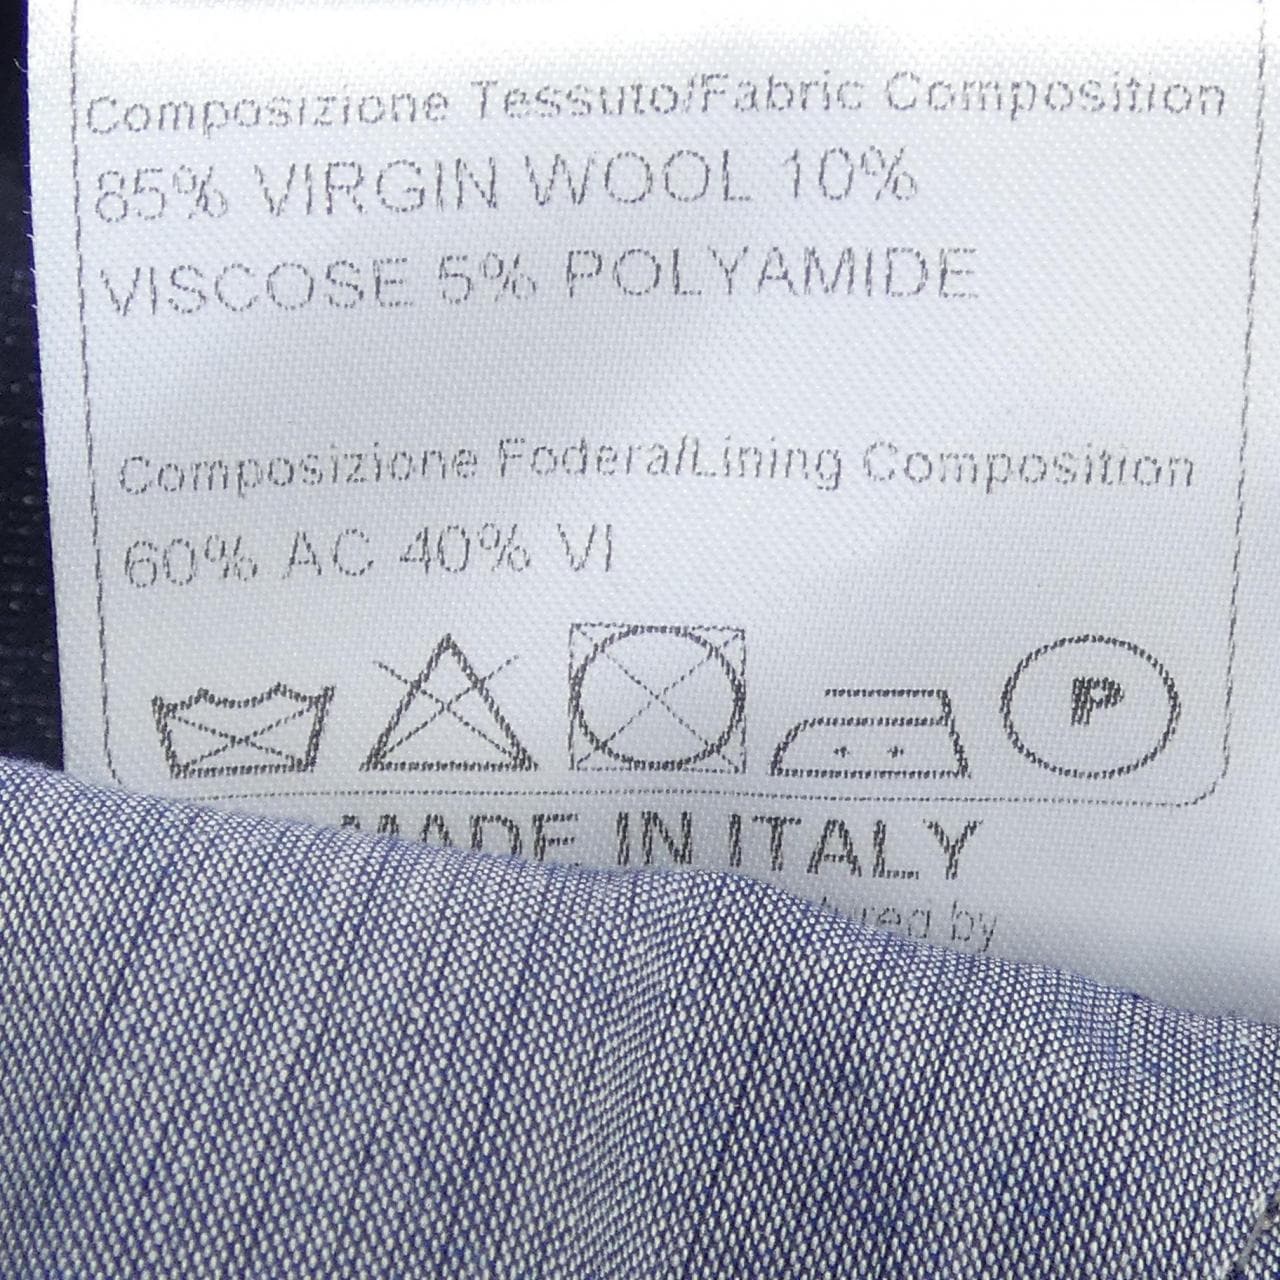 Composizione Tessuto/Fabric Composition
85% VIRGIN WOOL 10%
VISCOSE 5% POLYAMIDE
Composizione Fodera/Lining Composition
60% AC 40% VI
P
MADE IN ITALY
by